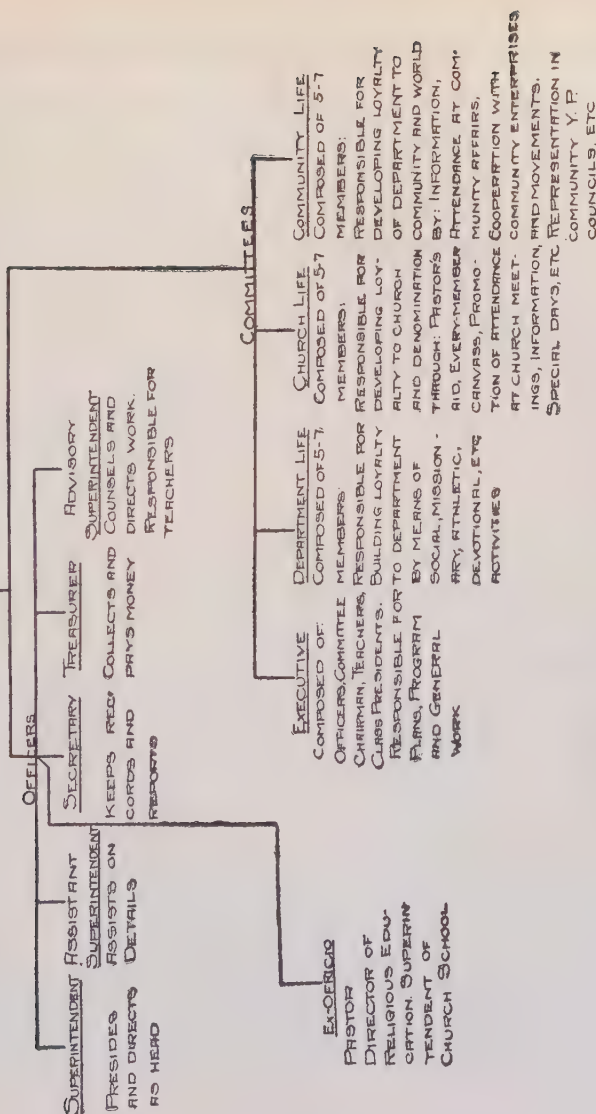 OFFICERS
SUPERINTENDENT
PRESIDES
AND DIRECTS
AS HEAD
ASSISTANT
SUPERINTENDENT
ASSISTS ON
DETAILS
SECRETARY
KEEPS REC-
CORDS AND
REPORTS
TREASURER
COLLECTS AND
PAYS MONEY
ADVISORY
SUPERINTENDENT
COUNSELS AND
DIRECTS WORK.
RESPONSIBLE FOR
TEACHERS
EX-OFFICIO
PASTOR
DIRECTOR OF
RELIGIOUS EDU-
CATION. SUPERIN
TENDENT OF
CHURCH SCHOOL
COMMITTEES
EXECUTIVE
COMPOSED OF:
OFFICERS, COMMITTEE
CHAIRMAN, TEACHERS,
CLASS PRESIDENTS.
RESPONSIBLE FOR
PLANS, PROGRAM
AND GENERAL
WORK
DEPARTMENT LIFE
COMPOSED OF 5-7
MEMBERS:
RESPONSIBLE FOR
BUILDING LOYALTY
TO DEPARTMENT
BY MEANS OF
SOCIAL, MISSION-
ARY, ATHLETIC,
DEVOTIONAL, ETC
ACTIVITIES
CHURCH LIFE
COMPOSED OF 5-7
MEMBERS:
RESPONSIBLE FOR
DEVELOPING LOY-
ALTY TO CHURCH
AND DENOMINATION
THROUGH: PASTOR'S
AID, EVERY-MEMBER
CANVASS, PROMO-
TION OF ATTENDANCE
AT CHURCH MEET-
INGS, INFORMATION,
SPECIAL DAYS, ETC
COMMUNITY LIFE
COMPOSED OF 5-7
MEMBERS:
RESPONSIBLE FOR
DEVELOPING LOYALTY
OF DEPARTMENT TO
COMMUNITY AND WORLD
BY: INFORMATION,
ATTENDANCE AT COM-
MUNITY AFFAIRS,
COOPERATION WITH
COMMUNITY ENTERPRISES
AND MOVEMENTS.
REPRESENTATION IN
COMMUNITY Y.P.
COUNCILS, ETC